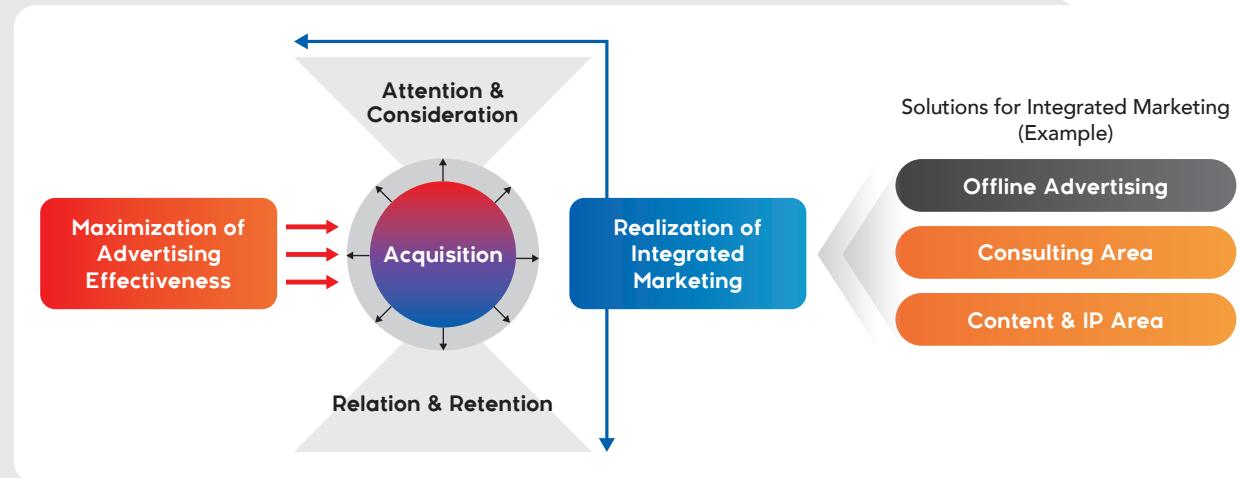 Attention &
Consideration
Maximization of
Advertising
Effectiveness
Acquisition
Relation & Retention
Realization of
Integrated
Marketing
Solutions for Integrated Marketing
(Example)
Offline Advertising
Consulting Area
Content & IP Area